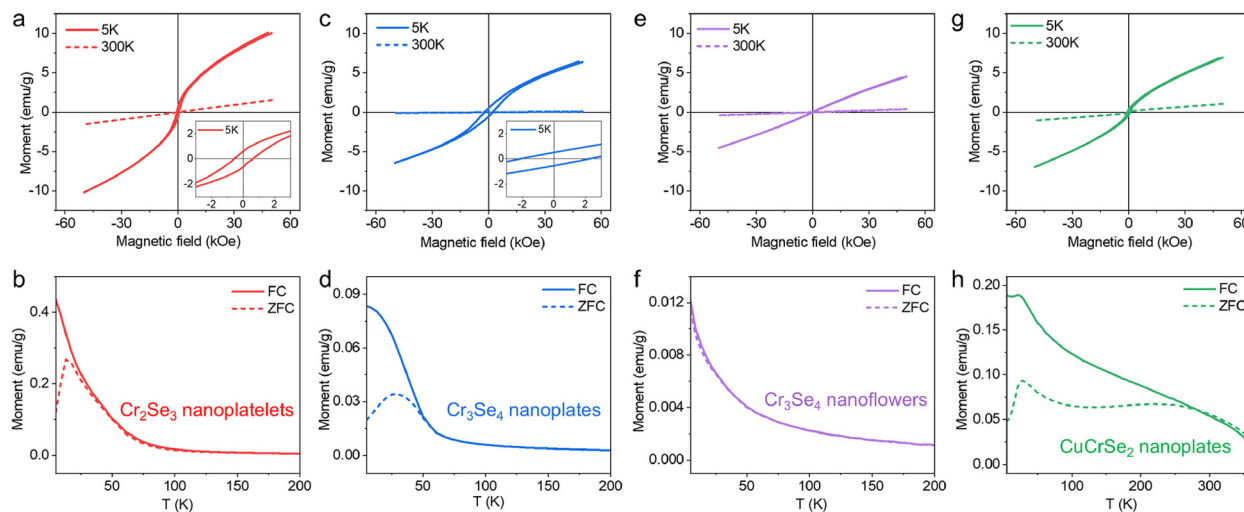 a
10
5
0
-5
-10
Moment (emu/g)
5K
300K
-60
-30
0
30
60
Magnetic field (kOe)
5K
2
0
-2
-2
0
2
c
10
5
0
-5
-10
Moment (emu/g)
5K
300K
-60
-30
0
30
60
Magnetic field (kOe)
5K
2
0
-2
-2
0
2
e
10
5
0
-5
-10
Moment (emu/g)
5K
300K
-60
-30
0
30
60
Magnetic field (kOe)
g
10
5
0
-5
-10
Moment (emu/g)
5K
300K
-60
-30
0
30
60
Magnetic field (kOe)
b
0.4
0.2
0.0
Moment (emu/g)
FC
ZFC
Cr₂Se₃ nanoplatelets
50
100
150
200
T (K)
d
0.09
0.06
0.03
0.00
Moment (emu/g)
FC
ZFC
Cr₃Se₄ nanoplates
50
100
150
200
T (K)
f
0.012
0.008
0.004
0.000
Moment (emu/g)
FC
ZFC
Cr₃Se₄ nanoflowers
50
100
150
200
T (K)
h
0.20
0.15
0.10
0.05
0.00
Moment (emu/g)
FC
ZFC
CuCrSe₂ nanoplates
100
200
300
T (K)